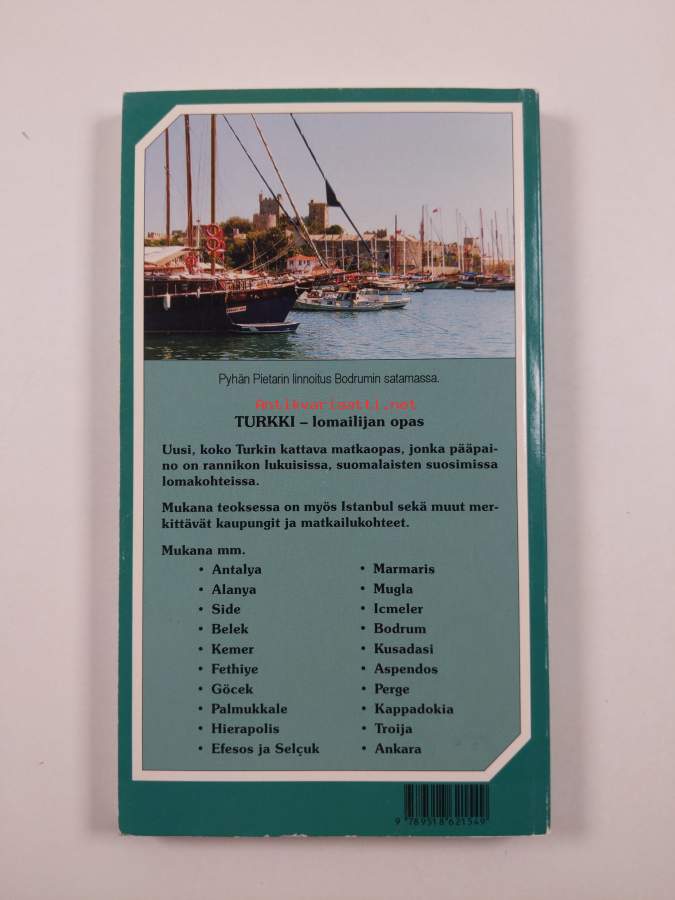 Pyhän Pietarin linnoitus Bodrumin satamassa.
Antikvariaatti.net
TURKKI – lomailijan opas
Uusi, koko Turkin kattava matkaopas, jonka pääpai-
no on rannikon lukuisissa, suomalaisten suosimissa
lomakohteissa.
Mukana teoksessa on myös Istanbul sekä muut mer-
kittävät kaupungit ja matkailukohteet.
Mukana mm.
• Antalya
• Alanya
• Side
• Belek
• Kemer
• Fethiye
• Göcek
• Palmukkale
• Hierapolis
• Efesos ja Selçuk
• Marmaris
• Mugla
• Icmeler
• Bodrum
• Kusadasi
• Aspendos
• Perge
• Kappadokia
• Troija
• Ankara
9 789518 621549